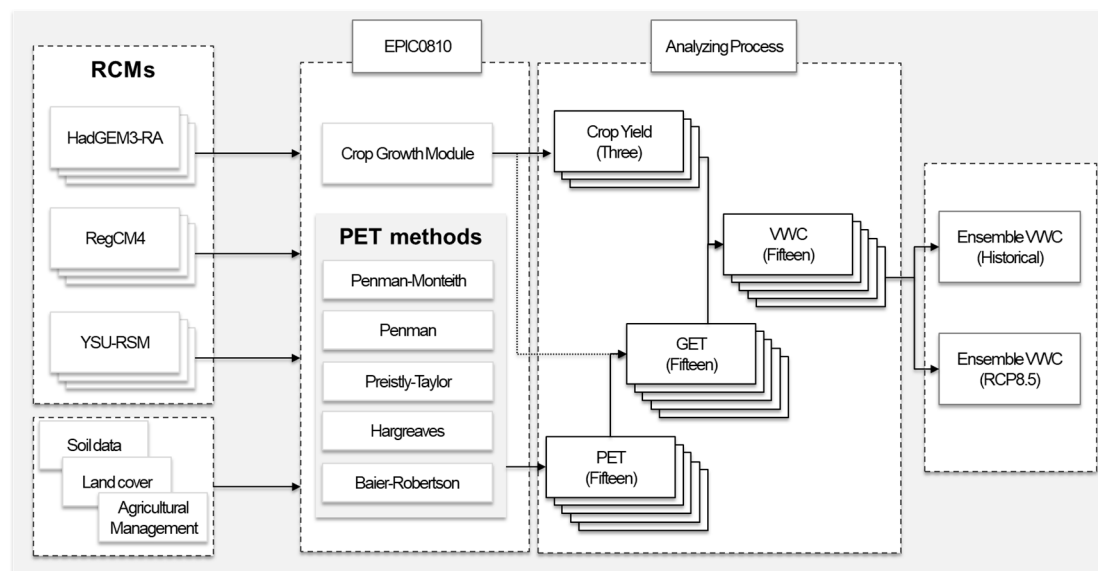 RCMs
HadGEM3-RA
RegCM4
YSU-RSM
Soil data
Land cover
Agricultural
Management
EPIC0810
Crop Growth Module
PET methods
Penman-Monteith
Penman
Preistly-Taylor
Hargreaves
Baier-Robertson
Analyzing Process
Crop Yield
(Three)
VWC
(Fifteen)
GET
(Fifteen)
PET
(Fifteen)
Ensemble VWC
(Historical)
Ensemble VWC
(RCP8.5)